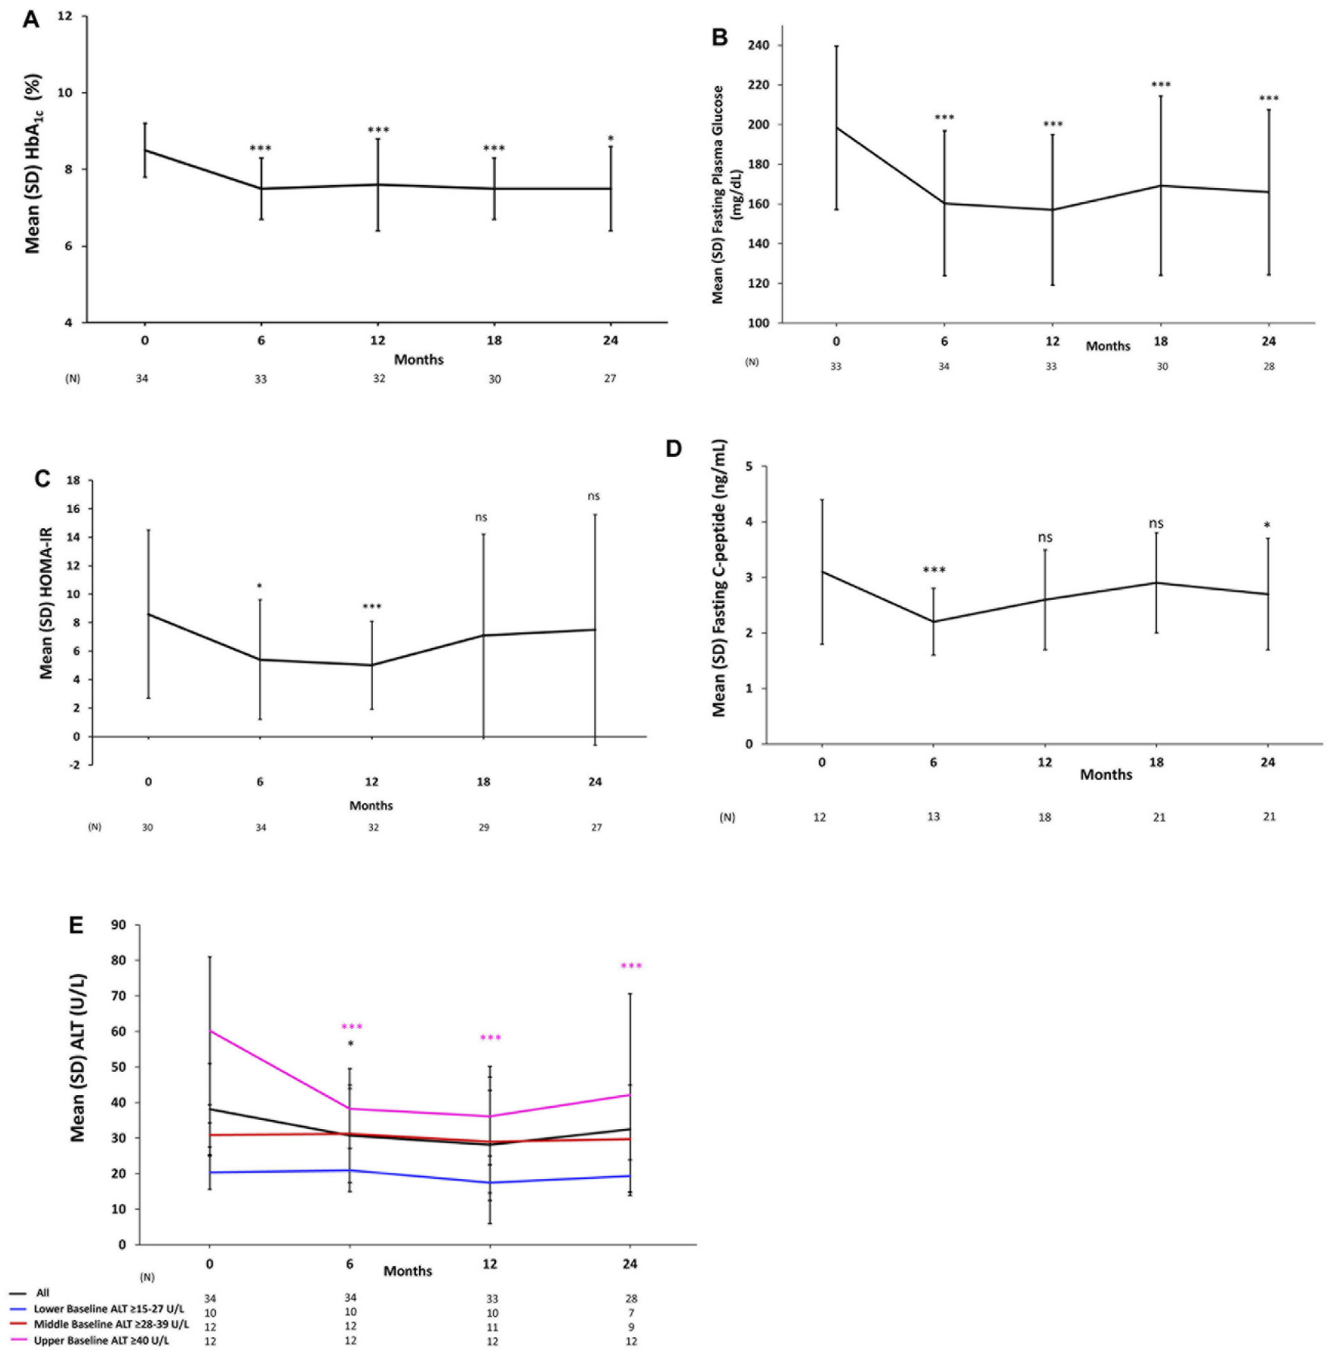 A
Mean (SD) HbA1c (%)
12
10
8
6
4
*** *** *** *
0 6 12 18 24
Months
(N) 34 33 32 30 27
B
Mean (SD) Fasting Plasma Glucose
(mg/dL)
240
220
200
180
160
140
120
100
*** *** *** ***
0 6 12 18 24
Months
(N) 33 34 33 30 28
C
Mean (SD) HOMA-IR
18
16
14
12
10
8
6
4
2
0
-2
* *** ns ns
0 6 12 18 24
Months
(N) 30 34 32 29 27
D
Mean (SD) Fasting C-peptide (ng/mL)
5
4
3
2
1
0
*** ns ns *
0 6 12 18 24
Months
(N) 12 13 18 21 21
E
Mean (SD) ALT (U/L)
90
80
70
60
50
40
30
20
10
0
*** *** ***
*
0 6 12 24
Months
(N)
All 34 34 33 28
Lower Baseline ALT ≥15-27 U/L 10 10 10 7
Middle Baseline ALT ≥28-39 U/L 12 12 11 9
Upper Baseline ALT ≥40 U/L 12 12 12 12